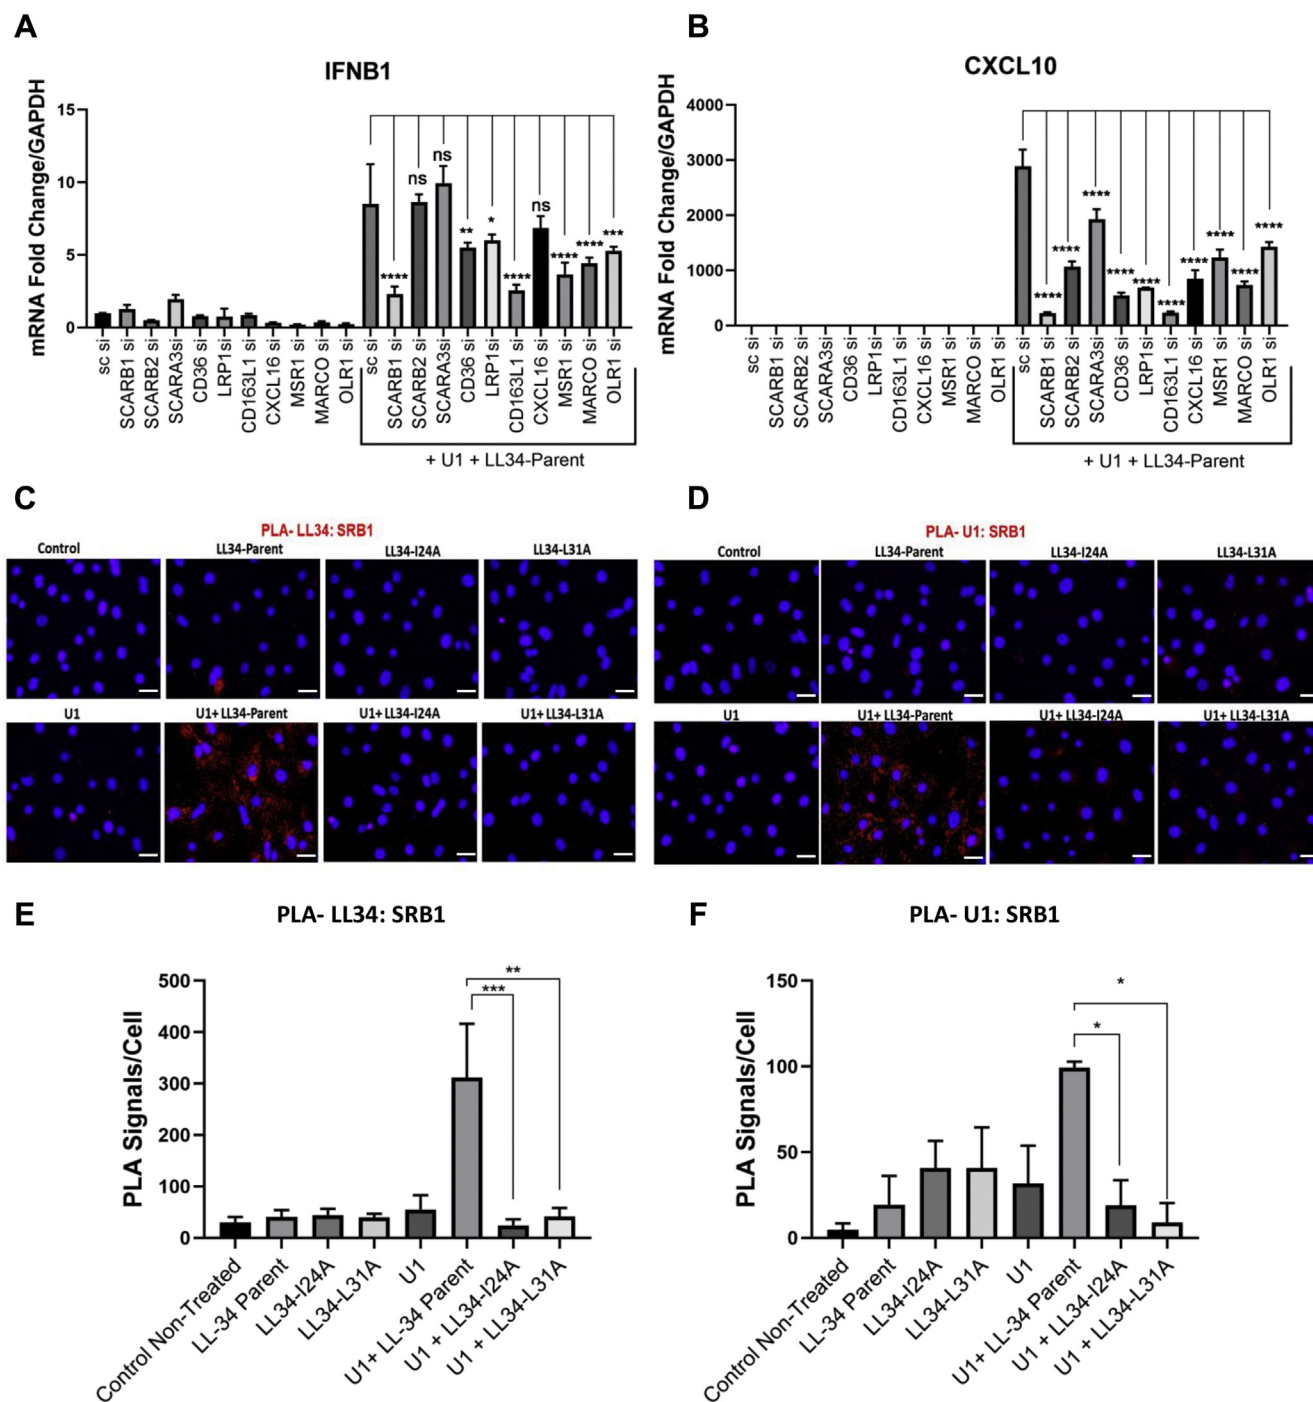 A
IFNB1
mRNA Fold Change/GAPDH
15
10
5
0
ns
ns
ns
**
*
****
****
****
****
***
sc si
SCARB1 si
SCARB2 si
SCARA3si
CD36 si
LRP1si
CD163L1 si
CXCL16 si
MSR1 si
MARCO si
OLR1 si
sc si
SCARB1 si
SCARB2 si
SCARA3si
CD36 si
LRP1si
CD163L1 si
CXCL16 si
MSR1 si
MARCO si
OLR1 si
+ U1 + LL34-Parent
B
CXCL10
mRNA Fold Change/GAPDH
4000
3000
2000
1000
0
****
****
****
****
****
****
****
****
****
****
sc si
SCARB1 si
SCARB2 si
SCARA3si
CD36 si
LRP1si
CD163L1 si
CXCL16 si
MSR1 si
MARCO si
OLR1 si
sc si
SCARB1 si
SCARB2 si
SCARA3si
CD36 si
LRP1si
CD163L1 si
CXCL16 si
MSR1 si
MARCO si
OLR1 si
+ U1 + LL34-Parent
C
PLA- LL34: SRB1
Control
LL34-Parent
LL34-I24A
LL34-L31A
U1
U1+ LL34-Parent
U1+ LL34-I24A
U1+ LL34-L31A
D
PLA- U1: SRB1
Control
LL34-Parent
LL34-I24A
LL34-L31A
U1
U1+ LL34-Parent
U1+ LL34-I24A
U1+ LL34-L31A
E
PLA- LL34: SRB1
PLA Signals/Cell
500
400
300
200
100
0
**
***
Control Non-Treated
LL-34 Parent
LL34-I24A
LL34-L31A
U1
U1+ LL-34 Parent
U1 + LL34-I24A
U1 + LL34-L31A
F
PLA- U1: SRB1
PLA Signals/Cell
150
100
50
0
*
*
Control Non-Treated
LL-34 Parent
LL34-I24A
LL34-L31A
U1
U1+ LL-34 Parent
U1 + LL34-I24A
U1 + LL34-L31A